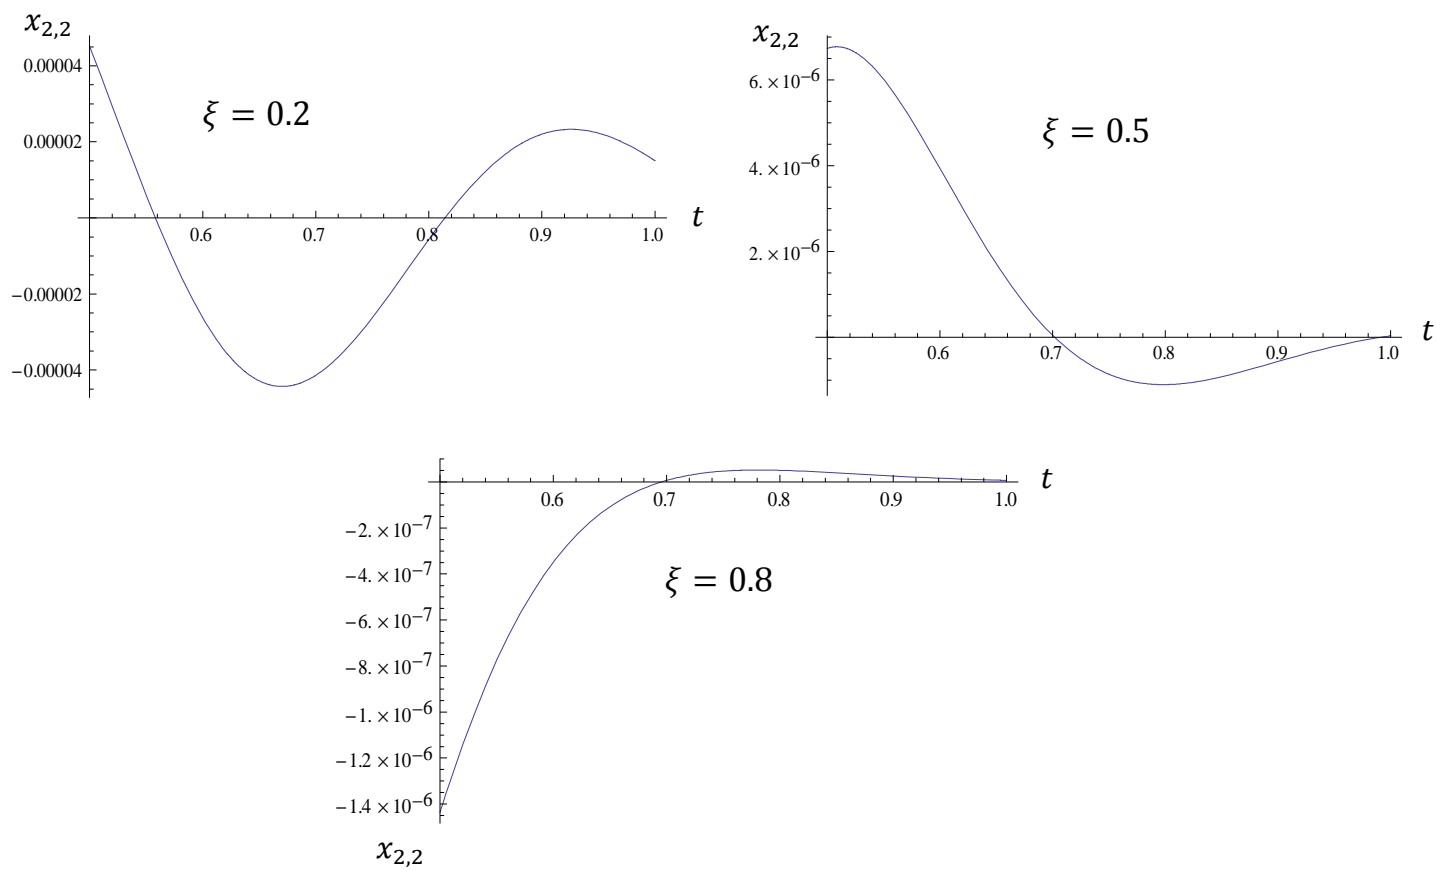 x₂,₂
0.00004
0.00002
−0.00002
−0.00004
ξ = 0.2
0.6 0.7 0.8 0.9 1.0
t
x₂,₂
6. × 10⁻⁶
4. × 10⁻⁶
2. × 10⁻⁶
ξ = 0.5
0.6 0.7 0.8 0.9 1.0
t
t
0.6 0.7 0.8 0.9 1.0
−2. × 10⁻⁷
−4. × 10⁻⁷
−6. × 10⁻⁷
−8. × 10⁻⁷
−1. × 10⁻⁶
−1.2 × 10⁻⁶
−1.4 × 10⁻⁶
ξ = 0.8
x₂,₂